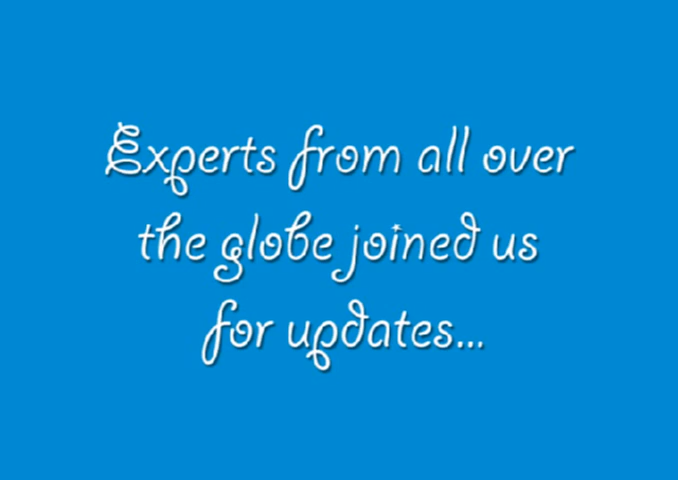 Experts from all over
the globe joined us
for updates...